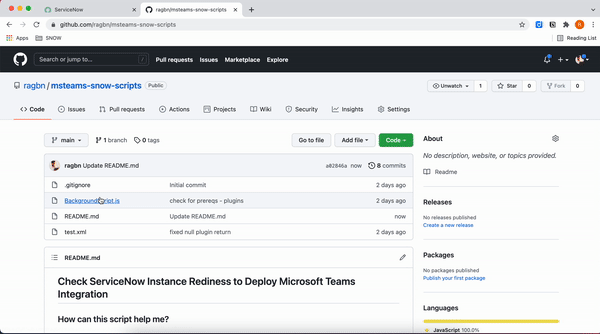 ServiceNow
ragbn/msteams-snow-scripts
github.com/ragbn/msteams-snow-scripts
Apps SNOW Reading List
Search or jump to... / Pull requests Issues Marketplace Explore
ragbn / msteams-snow-scripts Public
Unwatch 1 Star 0 Fork 0
Code Issues Pull requests Actions Projects Wiki Security Insights Settings
main 1 branch 0 tags Go to file Add file Code
ragbn Update README.md a02846a now 8 commits
.gitignore Initial commit 2 days ago
BackgroundScript.js check for prereqs - plugins 2 days ago
README.md Update README.md now
test.xml fixed null plugin return 2 days ago
README.md
Check ServiceNow Instance Rediness to Deploy Microsoft Teams
Integration
How can this script help me?
About
No description, website, or topics provided.
Readme
Releases
No releases published
Create a new release
Packages
No packages published
Publish your first package
Languages
JavaScript 100.0%